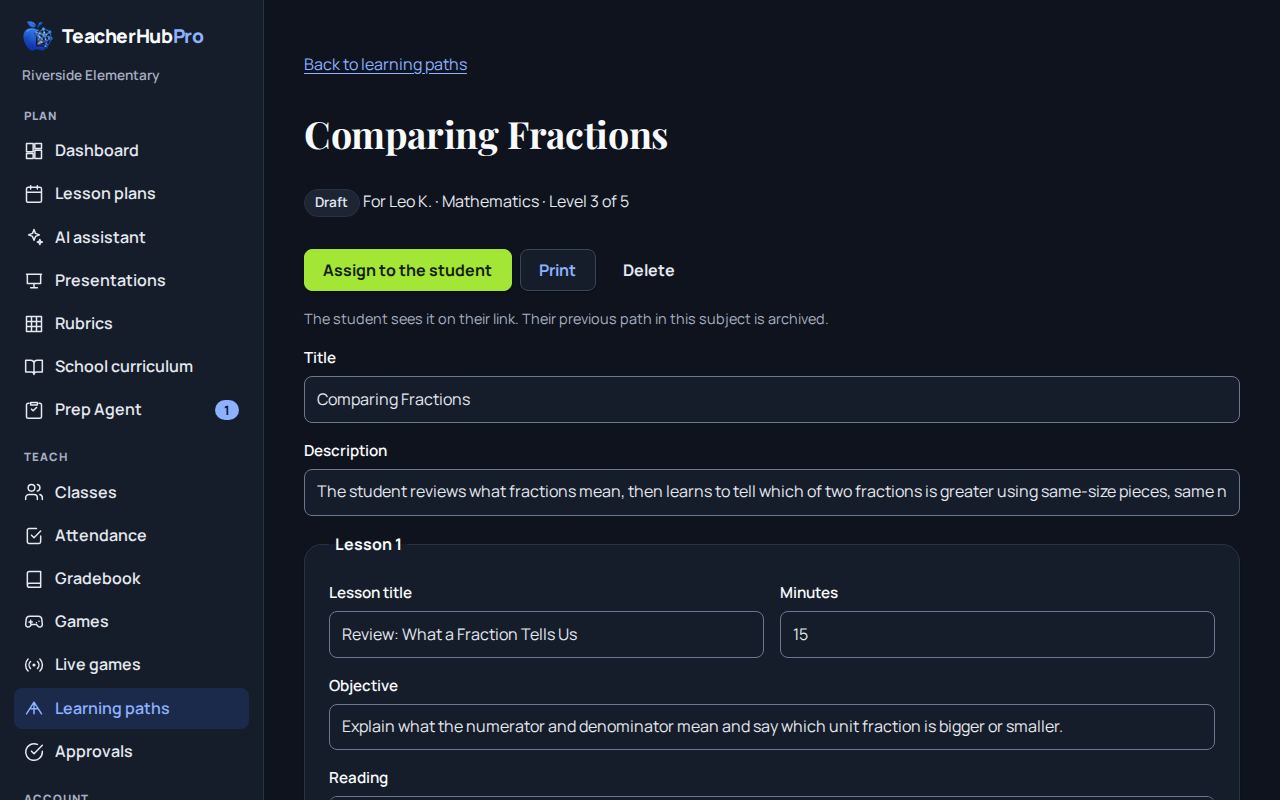 TeacherHubPro
Riverside Elementary
PLAN
Dashboard
Lesson plans
AI assistant
Presentations
Rubrics
School curriculum
Prep Agent 1
TEACH
Classes
Attendance
Gradebook
Games
Live games
Learning paths
Approvals
ACCOUNT
Back to learning paths
Comparing Fractions
Draft For Leo K. · Mathematics · Level 3 of 5
Assign to the student Print Delete
The student sees it on their link. Their previous path in this subject is archived.
Title
Comparing Fractions
Description
The student reviews what fractions mean, then learns to tell which of two fractions is greater using same-size pieces, same n
Lesson 1
Lesson title Minutes
Review: What a Fraction Tells Us 15
Objective
Explain what the numerator and denominator mean and say which unit fraction is bigger or smaller.
Reading